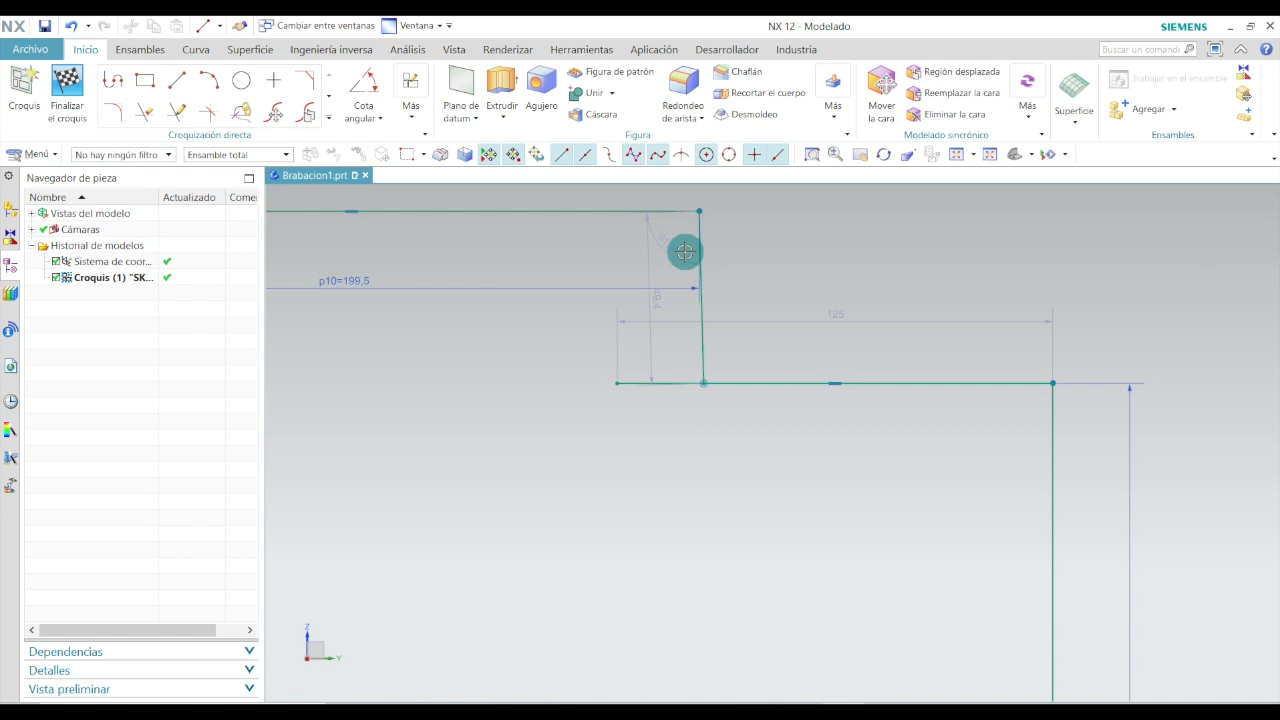 NX Cambiar entre ventanas Ventana NX 12 - Modelado SIEMENS
Archivo Inicio Ensambles Curva Superficie Ingeniería inversa Análisis Vista Renderizar Herramientas Aplicación Desarrollador Industria Buscar un comando
Croquis
Finalizar el croquis
Cota angular
Más
Plano de datum
Extrudir
Agujero
Figura de patrón
Unir
Cáscara
Redondeo de arista
Chaflán
Recortar el cuerpo
Desmoldeo
Más
Mover la cara
Región desplazada
Reemplazar la cara
Eliminar la cara
Más
Superficie
Trabajar en el ensamble
Agregar
Croquización directa Figura Modelado sincrónico Ensambles
Menú No hay ningún filtro Ensamble total
Navegador de pieza Brabacion1.prt
Nombre Actualizado Comer
Vistas del modelo
Cámaras
Historial de modelos
Sistema de coor...
Croquis (1) "SK...
p10=199,5
49,4
125
Z
Y
Dependencias
Detalles
Vista preliminar